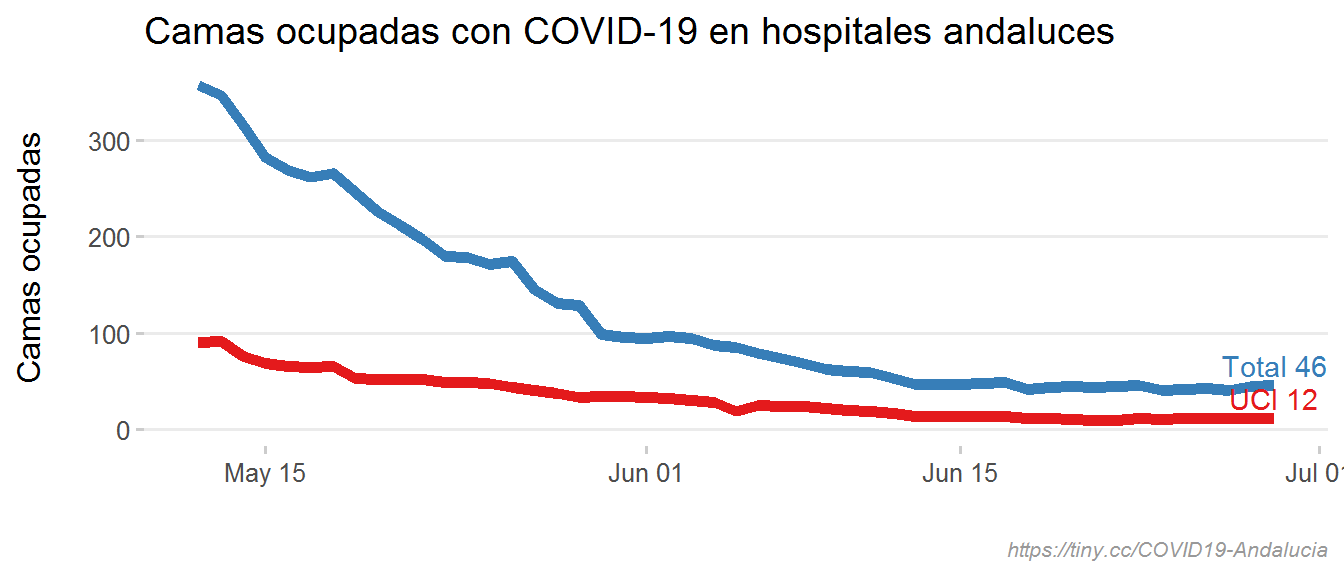 Camas ocupadas con COVID-19 en hospitales andaluces
Camas ocupadas
300
200
100
0
Total 46
UCI 12
May 15
Jun 01
Jun 15
Jul 01
https://tiny.cc/COVID19-Andalucia